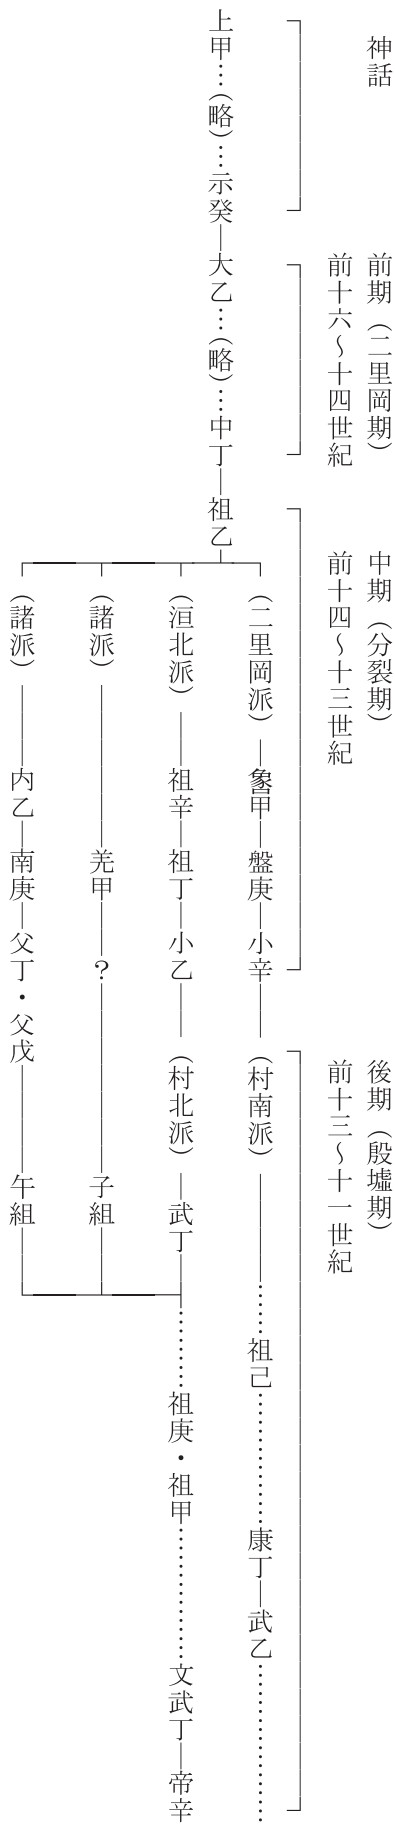 神話
前期（二里岡期）
前十六～十四世紀
中期（分裂期）
前十四～十三世紀
後期（殷墟期）
前十三～十一世紀
上甲…（略）…示癸―大乙…（略）…中丁―祖乙
（二里岡派）―𧰼甲―盤庚―小辛―（村南派）―……祖己…………康丁―武乙…………
（洹北派）―祖辛―祖丁―小乙―（村北派）―武丁…………祖庚・祖甲…………文武丁―帝辛
（諸派）―羌甲―？―子組
（諸派）―内乙―南庚―父丁・父戊―午組